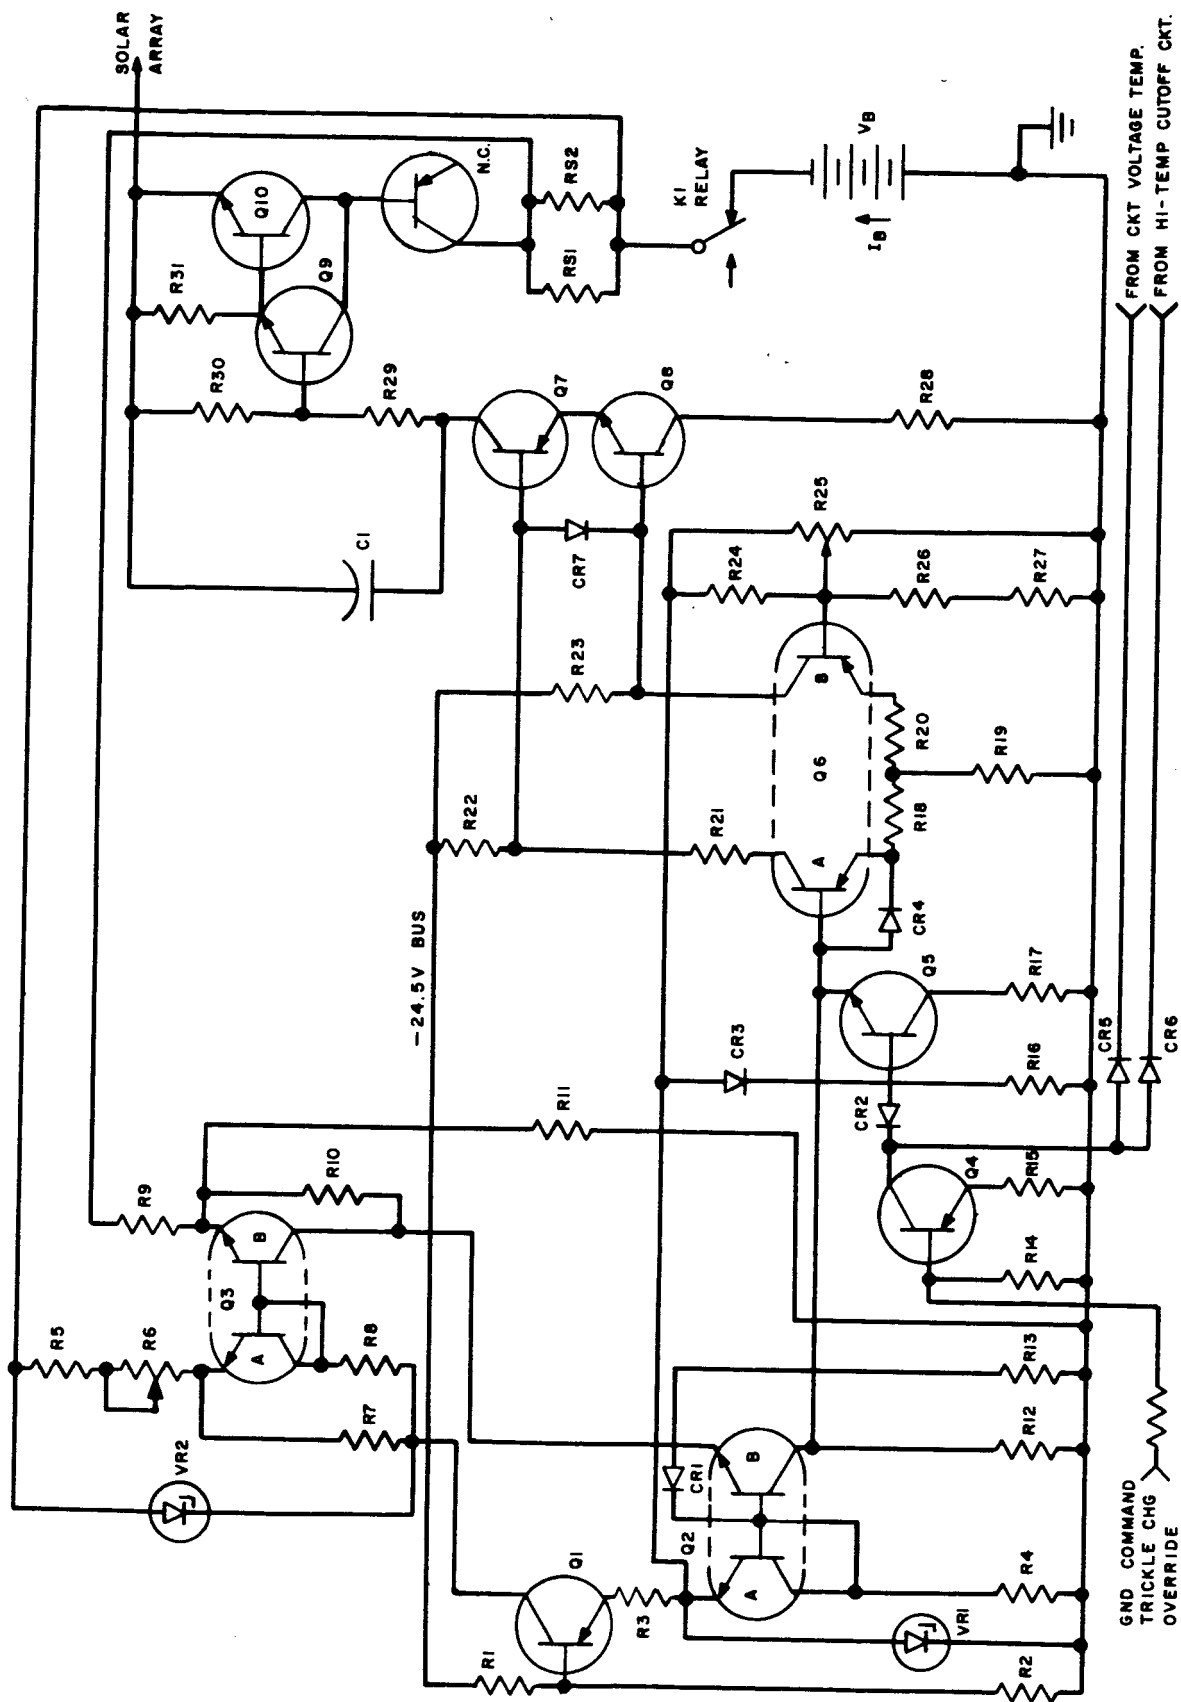 SOLAR
ARRAY
Q10
N.C.
R31
Q9
RS2
RS1
K1
RELAY
VB
IB
R30
R29
Q7
Q8
R28
C1
CR7
R25
R24
R26
R27
R23
B
Q6
A
R20
R19
R18
R22
R21
-24.5V BUS
CR4
Q5
R17
CR3
R16
CR2
CR5
CR6
FROM CKT VOLTAGE TEMP.
FROM HI-TEMP CUTOFF CKT.
R11
R9
R10
Q3
B
A
R5
R6
R8
R7
VR2
Q4
R15
R14
R13
R12
CR1
Q2
B
A
Q1
R3
R4
VR1
R1
R2
GND COMMAND
TRICKLE CHG
OVERRIDE